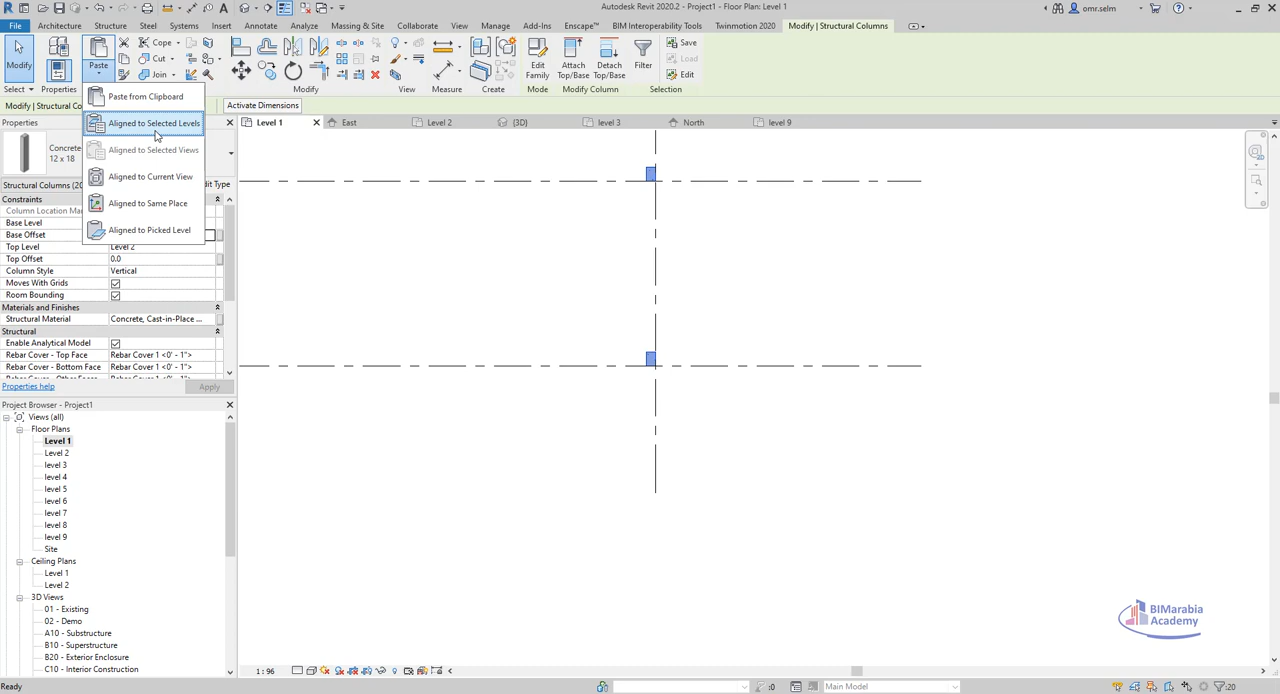 Autodesk Revit 2020.2 - Project1 - Floor Plan: Level 1
omr.selm
File Architecture Structure Steel Systems Insert Annotate Analyze Massing & Site Collaborate View Manage Add-Ins Enscape™ BIM Interoperability Tools Twinmotion 2020 Modify | Structural Columns
Modify
Paste
Cope
Cut
Join
Edit Family
Attach Top/Base
Detach Top/Base
Filter
Save
Load
Edit
Select Properties Modify View Measure Create Mode Modify Column Selection
Modify | Structural Co
Activate Dimensions
Paste from Clipboard
Aligned to Selected Levels
Aligned to Selected Views
Aligned to Current View
Aligned to Same Place
Aligned to Picked Level
Level 1 East Level 2 {3D} level 3 North level 9
Properties
Concre
12 x 18
Structural Columns (20
dit Type
Constraints
Column Location Ma
Base Level
Base Offset
Top Level Level 2
Top Offset 0.0
Column Style Vertical
Moves With Grids
Room Bounding
Materials and Finishes
Structural Material Concrete, Cast-in-Place ...
Structural
Enable Analytical Model
Rebar Cover - Top Face Rebar Cover 1 <0' - 1">
Rebar Cover - Bottom Face Rebar Cover 1 <0' - 1">
Properties help
Apply
Project Browser - Project1
Views (all)
Floor Plans
Level 1
Level 2
level 3
level 4
level 5
level 6
level 7
level 8
level 9
Site
Ceiling Plans
Level 1
Level 2
3D Views
01 - Existing
02 - Demo
A10 - Substructure
B10 - Superstructure
B20 - Exterior Enclosure
C10 - Interior Construction
BIMarabia
Academy
1 : 96
Ready
:0
Main Model
:20